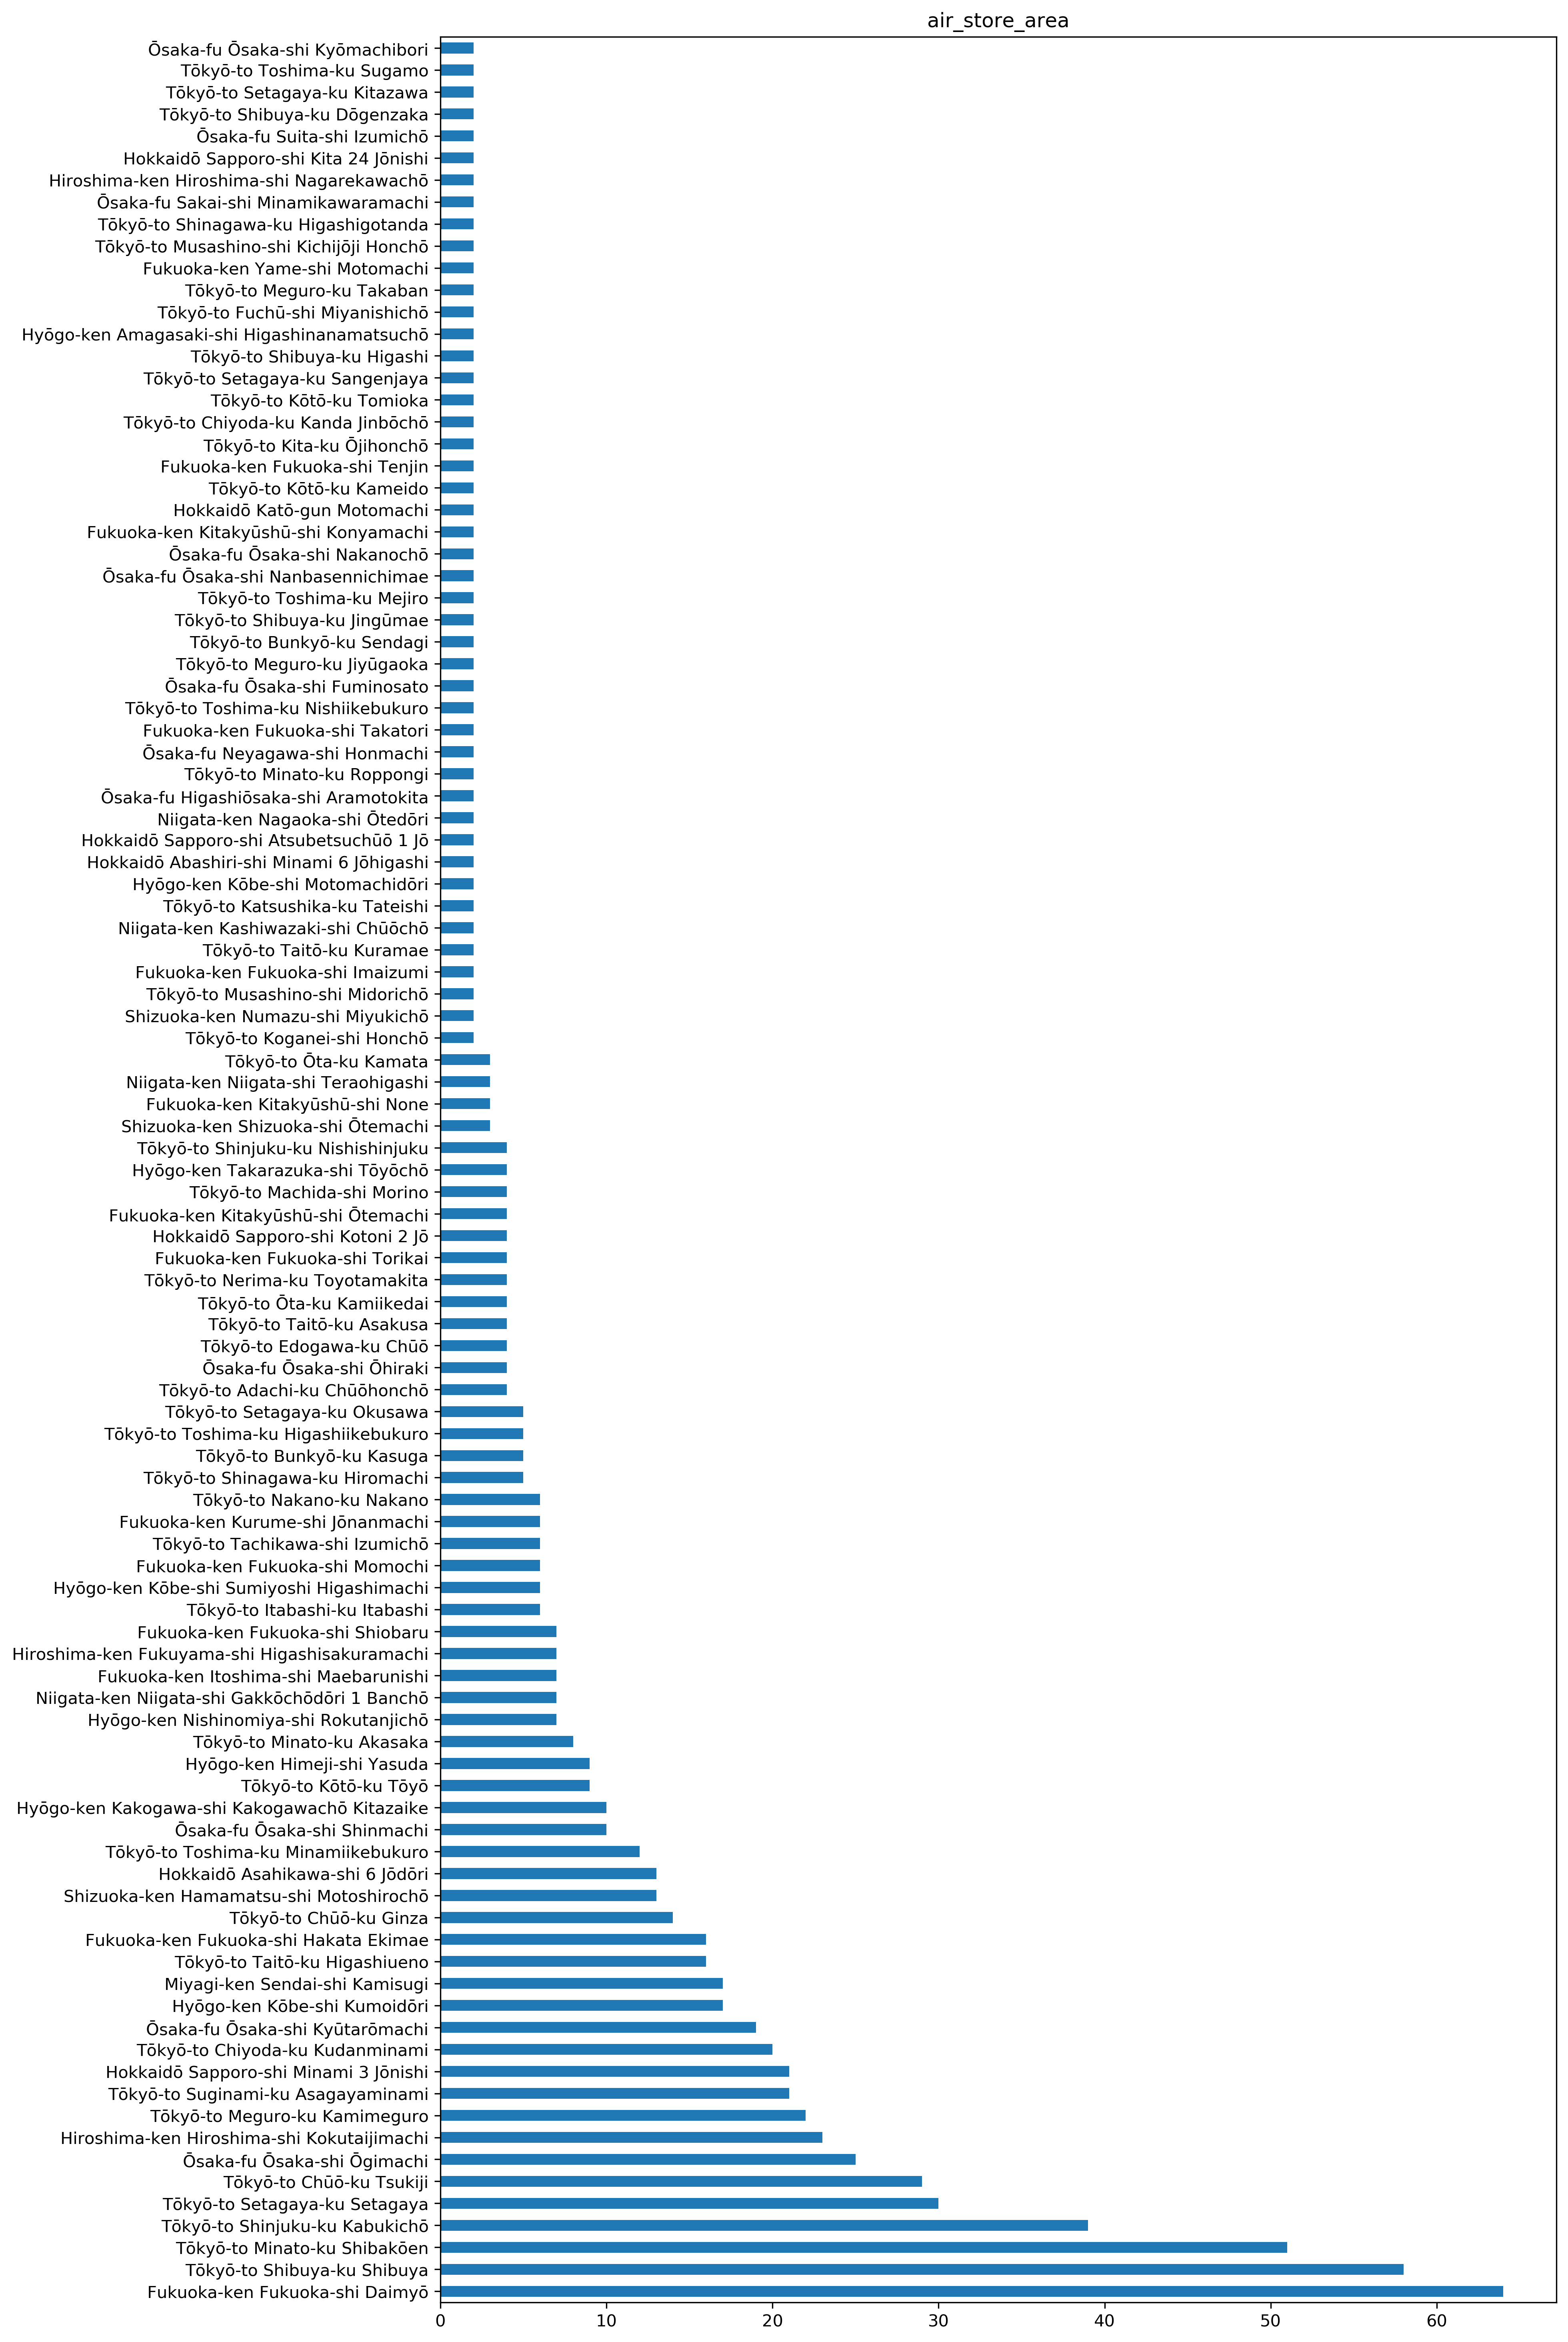 air_store_area
Ōsaka-fu Ōsaka-shi Kyōmachibori
Tōkyō-to Toshima-ku Sugamo
Tōkyō-to Setagaya-ku Kitazawa
Tōkyō-to Shibuya-ku Dōgenzaka
Ōsaka-fu Suita-shi Izumichō
Hokkaidō Sapporo-shi Kita 24 Jōnishi
Hiroshima-ken Hiroshima-shi Nagarekawachō
Ōsaka-fu Sakai-shi Minamikawaramachi
Tōkyō-to Shinagawa-ku Higashigotanda
Tōkyō-to Musashino-shi Kichijōji Honchō
Fukuoka-ken Yame-shi Motomachi
Tōkyō-to Meguro-ku Takaban
Tōkyō-to Fuchū-shi Miyanishichō
Hyōgo-ken Amagasaki-shi Higashinanamatsuchō
Tōkyō-to Shibuya-ku Higashi
Tōkyō-to Setagaya-ku Sangenjaya
Tōkyō-to Kōtō-ku Tomioka
Tōkyō-to Chiyoda-ku Kanda Jinbōchō
Tōkyō-to Kita-ku Ōjihonchō
Fukuoka-ken Fukuoka-shi Tenjin
Tōkyō-to Kōtō-ku Kameido
Hokkaidō Katō-gun Motomachi
Fukuoka-ken Kitakyūshū-shi Konyamachi
Ōsaka-fu Ōsaka-shi Nakanochō
Ōsaka-fu Ōsaka-shi Nanbasennichimae
Tōkyō-to Toshima-ku Mejiro
Tōkyō-to Shibuya-ku Jingūmae
Tōkyō-to Bunkyō-ku Sendagi
Tōkyō-to Meguro-ku Jiyūgaoka
Ōsaka-fu Ōsaka-shi Fuminosato
Tōkyō-to Toshima-ku Nishiikebukuro
Fukuoka-ken Fukuoka-shi Takatori
Ōsaka-fu Neyagawa-shi Honmachi
Tōkyō-to Minato-ku Roppongi
Ōsaka-fu Higashiōsaka-shi Aramotokita
Niigata-ken Nagaoka-shi Ōtedōri
Hokkaidō Sapporo-shi Atsubetsuchūō 1 Jō
Hokkaidō Abashiri-shi Minami 6 Jōhigashi
Hyōgo-ken Kōbe-shi Motomachidōri
Tōkyō-to Katsushika-ku Tateishi
Niigata-ken Kashiwazaki-shi Chūōchō
Tōkyō-to Taitō-ku Kuramae
Fukuoka-ken Fukuoka-shi Imaizumi
Tōkyō-to Musashino-shi Midorichō
Shizuoka-ken Numazu-shi Miyukichō
Tōkyō-to Koganei-shi Honchō
Tōkyō-to Ōta-ku Kamata
Niigata-ken Niigata-shi Teraohigashi
Fukuoka-ken Kitakyūshū-shi None
Shizuoka-ken Shizuoka-shi Ōtemachi
Tōkyō-to Shinjuku-ku Nishishinjuku
Hyōgo-ken Takarazuka-shi Tōyōchō
Tōkyō-to Machida-shi Morino
Fukuoka-ken Kitakyūshū-shi Ōtemachi
Hokkaidō Sapporo-shi Kotoni 2 Jō
Fukuoka-ken Fukuoka-shi Torikai
Tōkyō-to Nerima-ku Toyotamakita
Tōkyō-to Ōta-ku Kamiikedai
Tōkyō-to Taitō-ku Asakusa
Tōkyō-to Edogawa-ku Chūō
Ōsaka-fu Ōsaka-shi Ōhiraki
Tōkyō-to Adachi-ku Chūōhonchō
Tōkyō-to Setagaya-ku Okusawa
Tōkyō-to Toshima-ku Higashiikebukuro
Tōkyō-to Bunkyō-ku Kasuga
Tōkyō-to Shinagawa-ku Hiromachi
Tōkyō-to Nakano-ku Nakano
Fukuoka-ken Kurume-shi Jōnanmachi
Tōkyō-to Tachikawa-shi Izumichō
Fukuoka-ken Fukuoka-shi Momochi
Hyōgo-ken Kōbe-shi Sumiyoshi Higashimachi
Tōkyō-to Itabashi-ku Itabashi
Fukuoka-ken Fukuoka-shi Shiobaru
Hiroshima-ken Fukuyama-shi Higashisakuramachi
Fukuoka-ken Itoshima-shi Maebarunishi
Niigata-ken Niigata-shi Gakkōchōdōri 1 Banchō
Hyōgo-ken Nishinomiya-shi Rokutanjichō
Tōkyō-to Minato-ku Akasaka
Hyōgo-ken Himeji-shi Yasuda
Tōkyō-to Kōtō-ku Tōyō
Hyōgo-ken Kakogawa-shi Kakogawachō Kitazaike
Ōsaka-fu Ōsaka-shi Shinmachi
Tōkyō-to Toshima-ku Minamiikebukuro
Hokkaidō Asahikawa-shi 6 Jōdōri
Shizuoka-ken Hamamatsu-shi Motoshirochō
Tōkyō-to Chūō-ku Ginza
Fukuoka-ken Fukuoka-shi Hakata Ekimae
Tōkyō-to Taitō-ku Higashiueno
Miyagi-ken Sendai-shi Kamisugi
Hyōgo-ken Kōbe-shi Kumoidōri
Ōsaka-fu Ōsaka-shi Kyūtarōmachi
Tōkyō-to Chiyoda-ku Kudanminami
Hokkaidō Sapporo-shi Minami 3 Jōnishi
Tōkyō-to Suginami-ku Asagayaminami
Tōkyō-to Meguro-ku Kamimeguro
Hiroshima-ken Hiroshima-shi Kokutaijimachi
Ōsaka-fu Ōsaka-shi Ōgimachi
Tōkyō-to Chūō-ku Tsukiji
Tōkyō-to Setagaya-ku Setagaya
Tōkyō-to Shinjuku-ku Kabukichō
Tōkyō-to Minato-ku Shibakōen
Tōkyō-to Shibuya-ku Shibuya
Fukuoka-ken Fukuoka-shi Daimyō
0 10 20 30 40 50 60